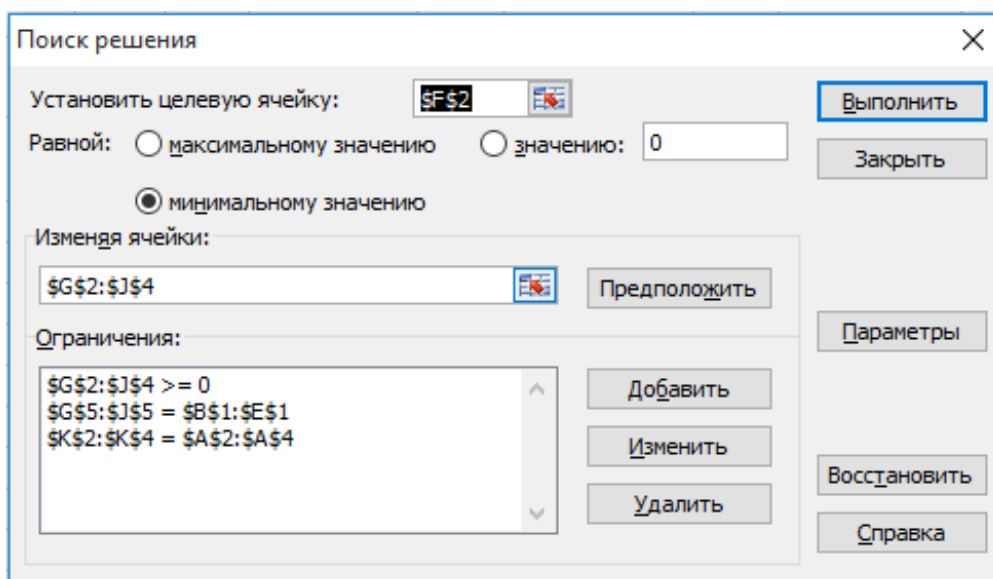 Поиск решения
Установить целевую ячейку: $F$2
Выполнить
Равной: максимальному значению значению: 0
Закрыть
минимальному значению
Изменяя ячейки:
$G$2:$J$4
Предположить
Параметры
Ограничения:
$G$2:$J$4 >= 0
$G$5:$J$5 = $B$1:$E$1
$K$2:$K$4 = $A$2:$A$4
Добавить
Изменить
Удалить
Восстановить
Справка